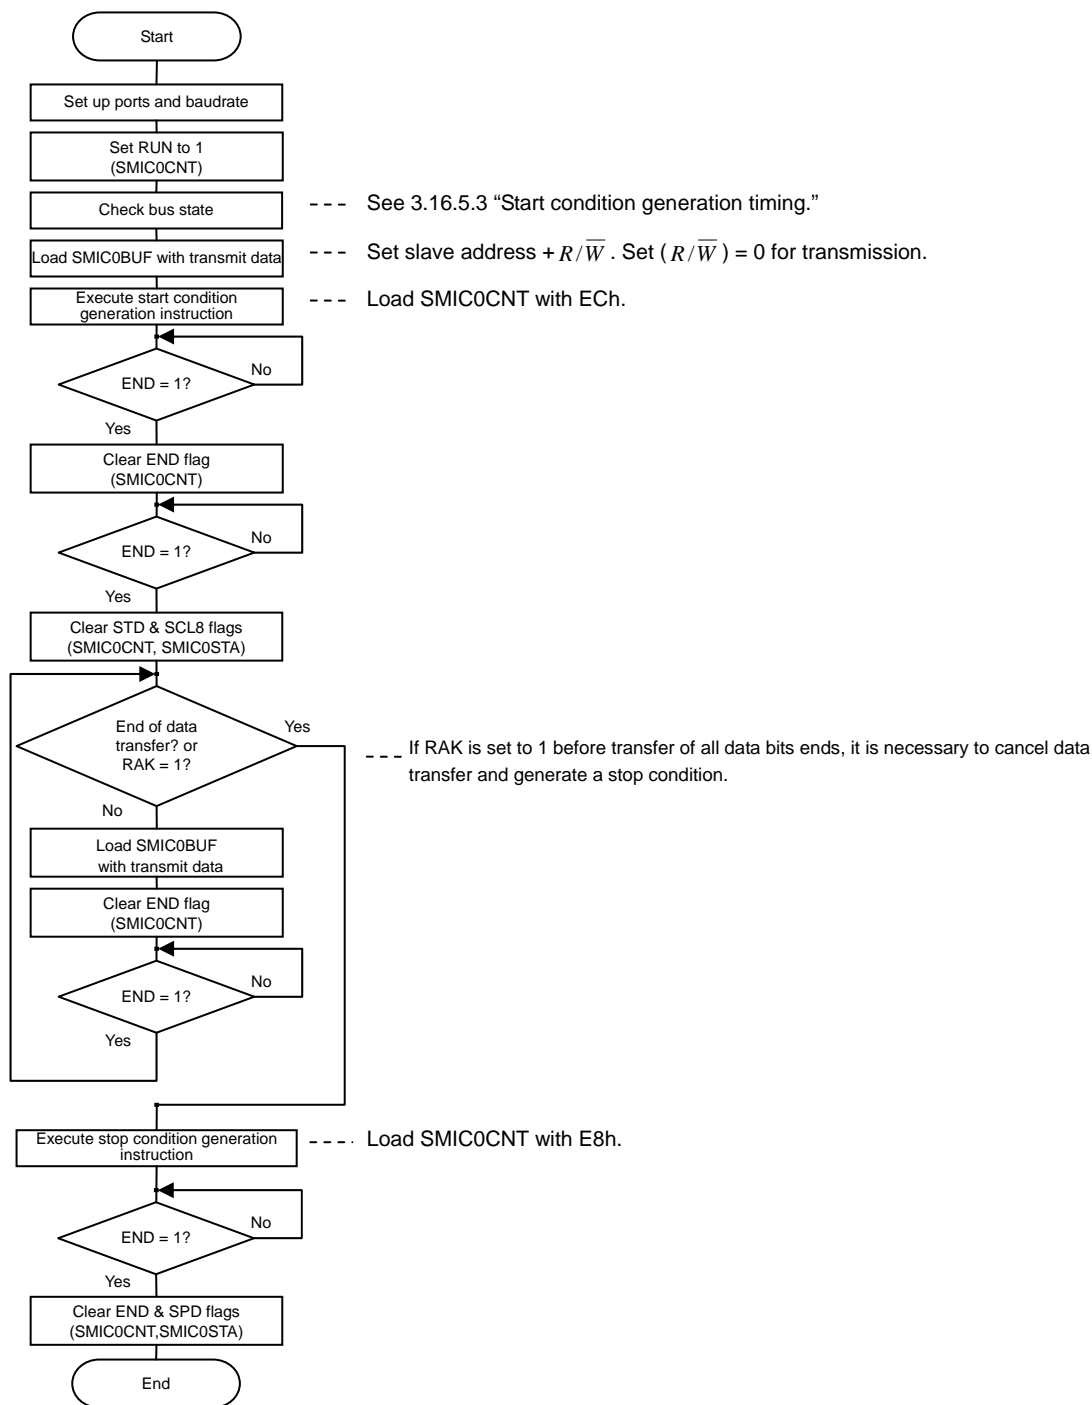 Start
Set up ports and baudrate
Set RUN to 1
(SMIC0CNT)
Check bus state
--- See 3.16.5.3 “Start condition generation timing.”
Load SMIC0BUF with transmit data
--- Set slave address + R/W̅ . Set ( R/W̅ ) = 0 for transmission.
Execute start condition
generation instruction
--- Load SMIC0CNT with ECh.
END = 1?
No
Yes
Clear END flag
(SMIC0CNT)
END = 1?
No
Yes
Clear STD & SCL8 flags
(SMIC0CNT, SMIC0STA)
End of data
transfer? or
RAK = 1?
Yes
--- If RAK is set to 1 before transfer of all data bits ends, it is necessary to cancel data
transfer and generate a stop condition.
No
Load SMIC0BUF
with transmit data
Clear END flag
(SMIC0CNT)
END = 1?
No
Yes
Execute stop condition generation
instruction
---- Load SMIC0CNT with E8h.
END = 1?
No
Yes
Clear END & SPD flags
(SMIC0CNT,SMIC0STA)
End